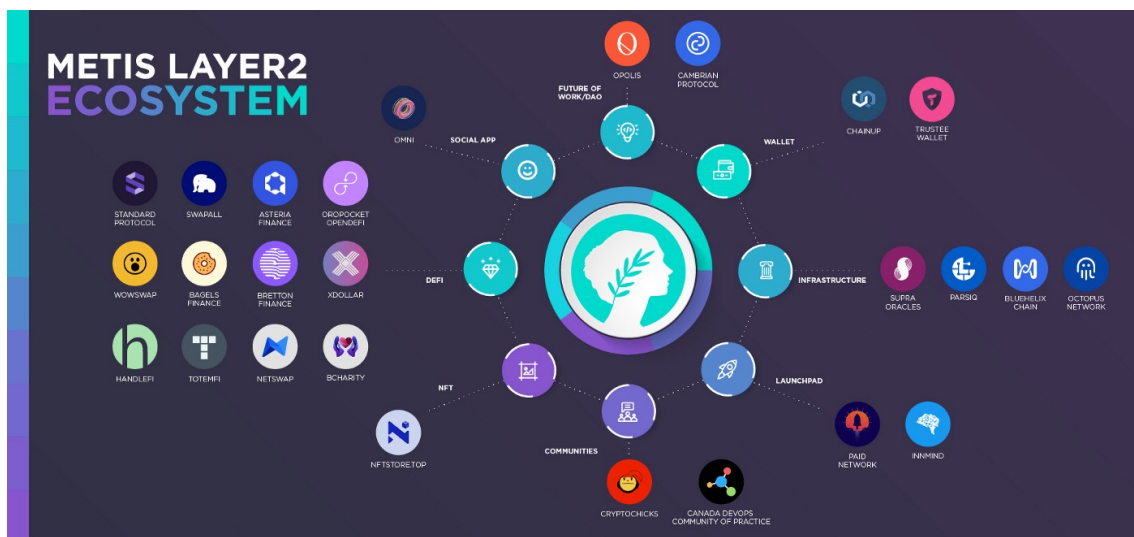 METIS LAYER2
ECOSYSTEM
OPOLIS
CAMBRIAN
PROTOCOL
FUTURE OF
WORK/DAO
OMNI
SOCIAL APP
WALLET
CHAINUP
TRUSTEE
WALLET
STANDARD
PROTOCOL
SWAPALL
ASTERIA
FINANCE
OROPOCKET
OPENDEFI
WOWSWAP
BAGELS
FINANCE
BRETTON
FINANCE
XDOLLAR
DEFI
HANDLEFI
TOTEMFI
NETSWAP
BCHARITY
INFRASTRUCTURE
SUPRA
ORACLES
PARSIQ
BLUEHELIX
CHAIN
OCTOPUS
NETWORK
NFT
NFTSTORE.TOP
LAUNCHPAD
PAID
NETWORK
INNMIND
COMMUNITIES
CRYPTOCHICKS
CANADA DEVOPS
COMMUNITY OF PRACTICE